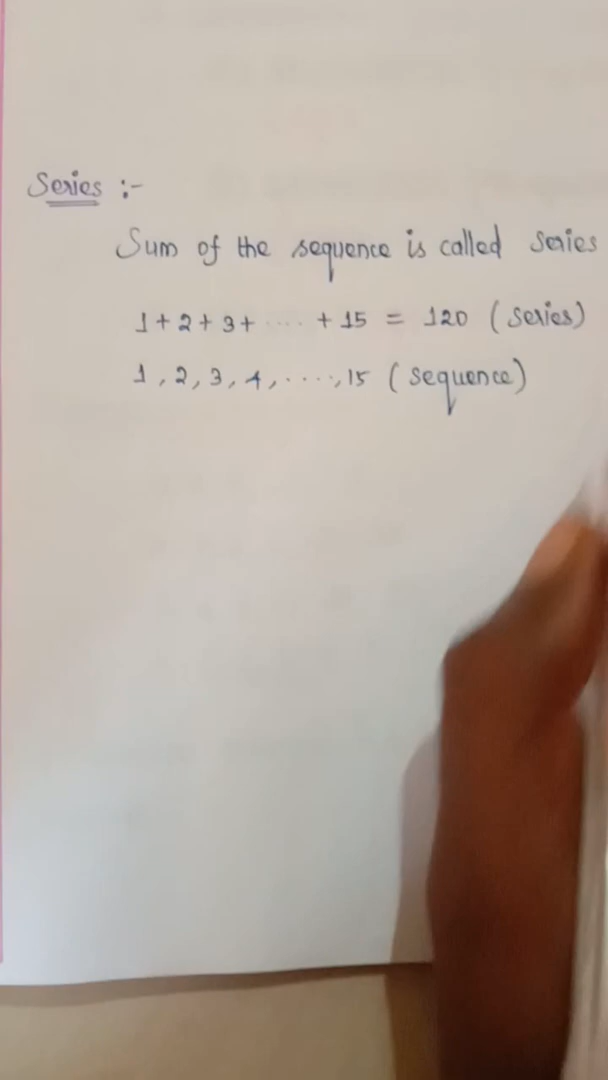 Series :-
Sum of the sequence is called series
1+2+3+ .... +15 = 120 (series)
1,2,3,4,....,15 (sequence)